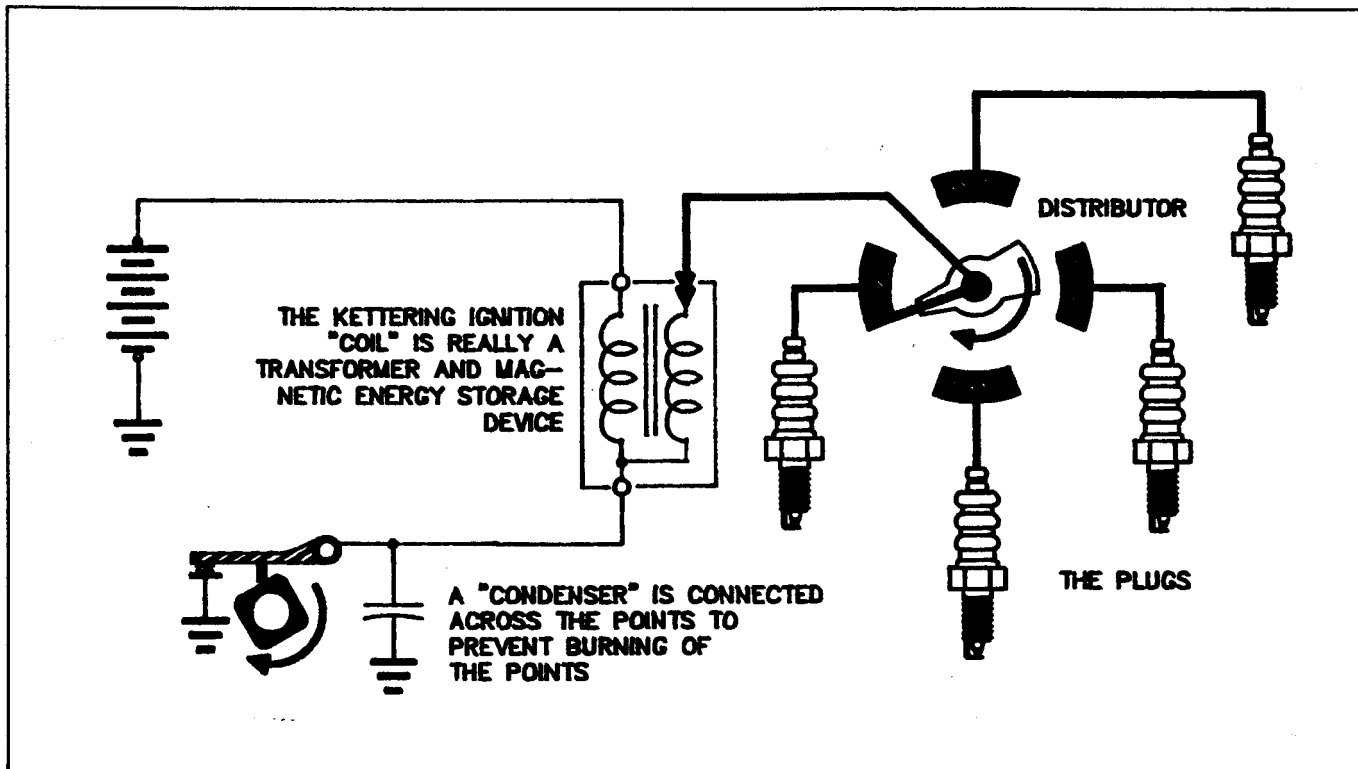 DISTRIBUTOR
THE KETTERING IGNITION
"COIL" IS REALLY A
TRANSFORMER AND MAG-
NETIC ENERGY STORAGE
DEVICE
A "CONDENSER" IS CONNECTED
ACROSS THE POINTS TO
PREVENT BURNING OF
THE POINTS
THE PLUGS